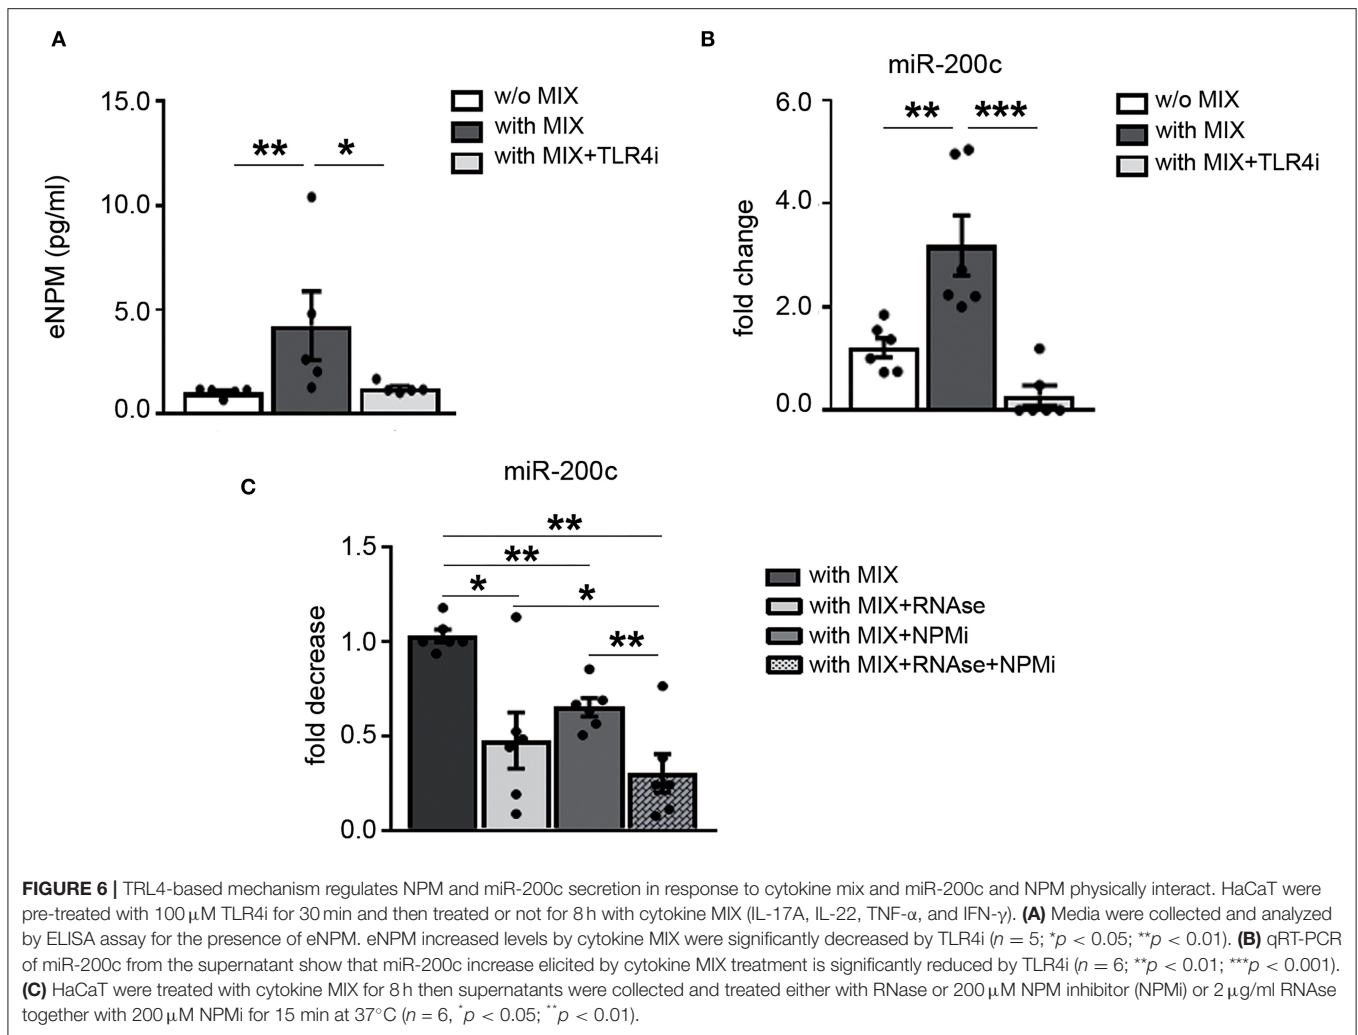 A
15.0
10.0
5.0
0.0
eNPM (pg/ml)
** *
w/o MIX
with MIX
with MIX+TLR4i
B
miR-200c
6.0
4.0
2.0
0.0
fold change
** ***
w/o MIX
with MIX
with MIX+TLR4i
C
miR-200c
1.5
1.0
0.5
0.0
fold decrease
**
**
*
*
**
with MIX
with MIX+RNAse
with MIX+NPMi
with MIX+RNAse+NPMi
FIGURE 6 | TRL4-based mechanism regulates NPM and miR-200c secretion in response to cytokine mix and miR-200c and NPM physically interact. HaCaT were
pre-treated with 100 μM TLR4i for 30 min and then treated or not for 8 h with cytokine MIX (IL-17A, IL-22, TNF-α, and IFN-γ). (A) Media were collected and analyzed
by ELISA assay for the presence of eNPM. eNPM increased levels by cytokine MIX were significantly decreased by TLR4i (n = 5; *p < 0.05; **p < 0.01). (B) qRT-PCR
of miR-200c from the supernatant show that miR-200c increase elicited by cytokine MIX treatment is significantly reduced by TLR4i (n = 6; **p < 0.01; ***p < 0.001).
(C) HaCaT were treated with cytokine MIX for 8 h then supernatants were collected and treated either with RNase or 200 μM NPM inhibitor (NPMi) or 2 μg/ml RNAse
together with 200 μM NPMi for 15 min at 37°C (n = 6, *p < 0.05; **p < 0.01).